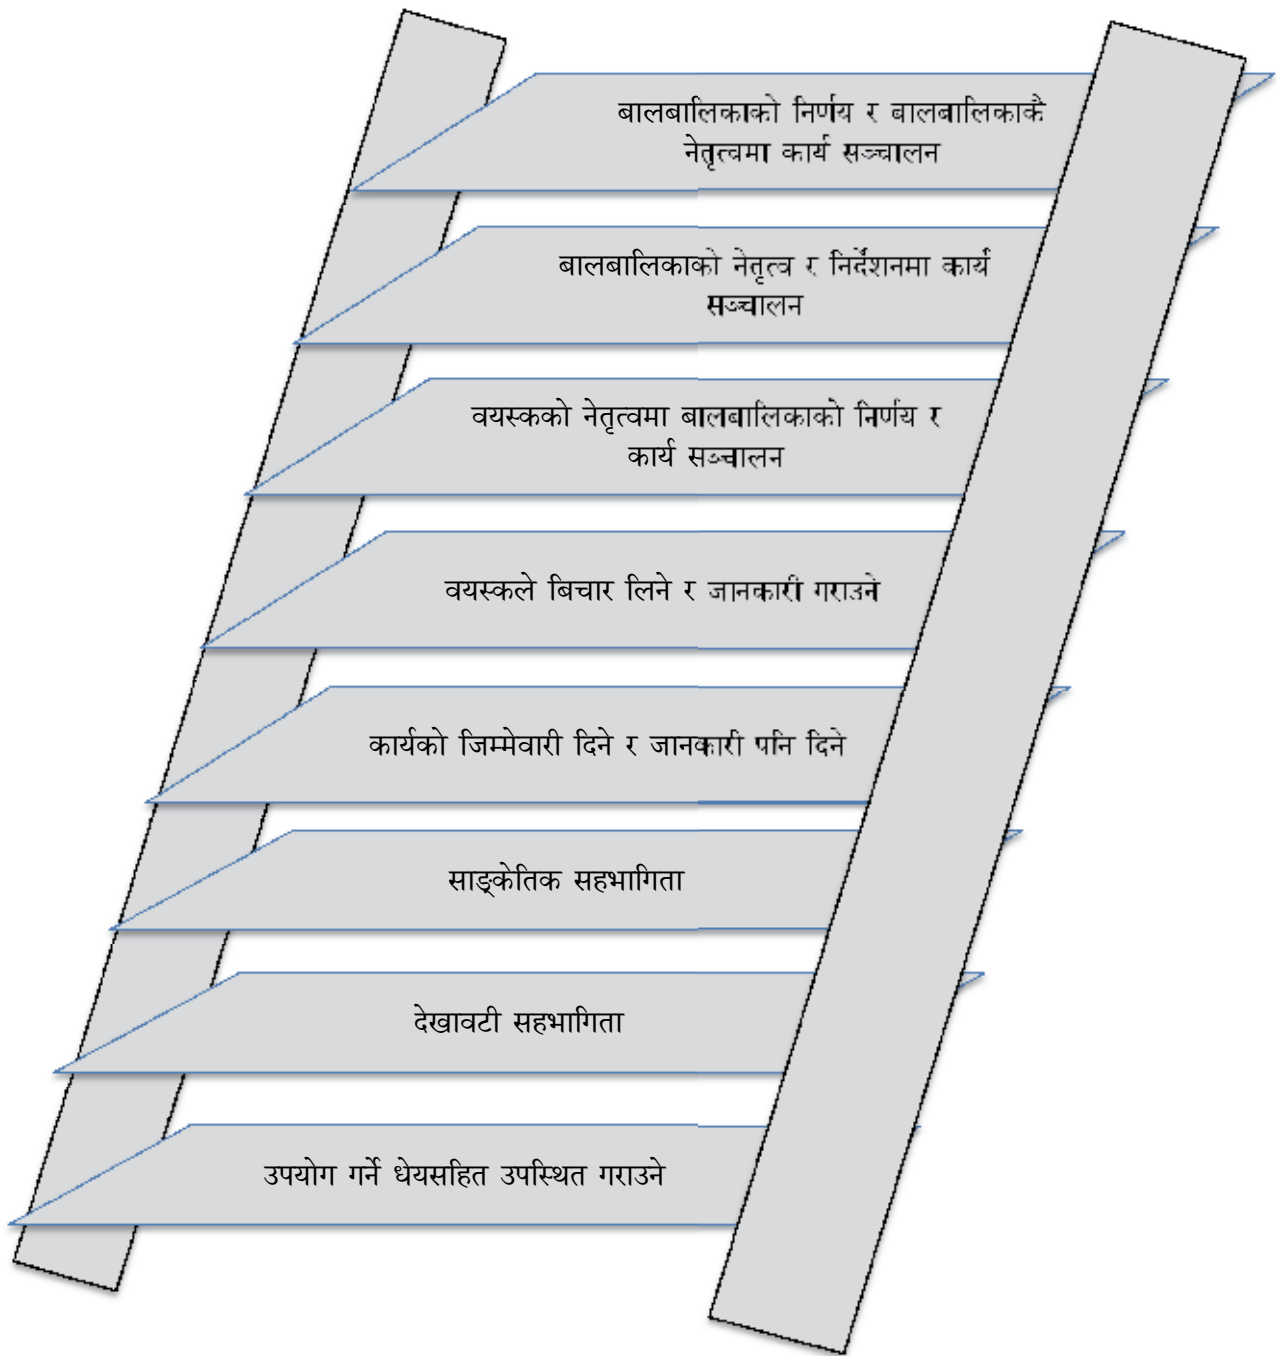 बालबालिकाको निर्णय र बालबालिकाकै
नेतृत्वमा कार्य सञ्चालन
बालबालिकाको नेतृत्व र निर्देशनमा कार्य
सञ्चालन
वयस्कको नेतृत्वमा बालबालिकाको निर्णय र
कार्य सञ्चालन
वयस्कले बिचार लिने र जानकारी गराउने
कार्यको जिम्मेवारी दिने र जानकारी पनि दिने
साङ्केतिक सहभागिता
देखावटी सहभागिता
उपयोग गर्ने धेयसहित उपस्थित गराउने